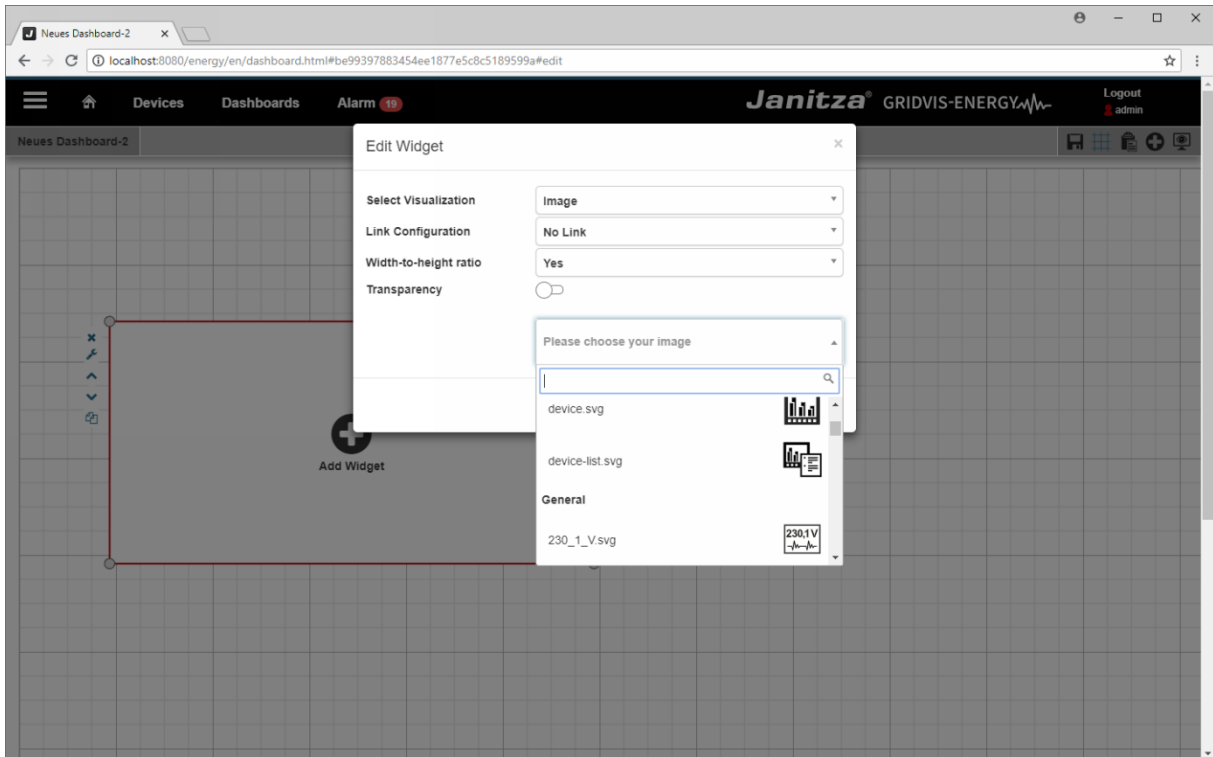 Neues Dashboard-2
localhost:8080/energy/en/dashboard.html#be99397883454ee1877e5c8c5189599a#edit
Devices Dashboards Alarm 19 Janitza® GRIDVIS-ENERGY Logout
admin
Neues Dashboard-2
Edit Widget
Select Visualization Image
Link Configuration No Link
Width-to-height ratio Yes
Transparency
Please choose your image
device.svg
device-list.svg
General
230_1_V.svg 230,1V
Add Widget